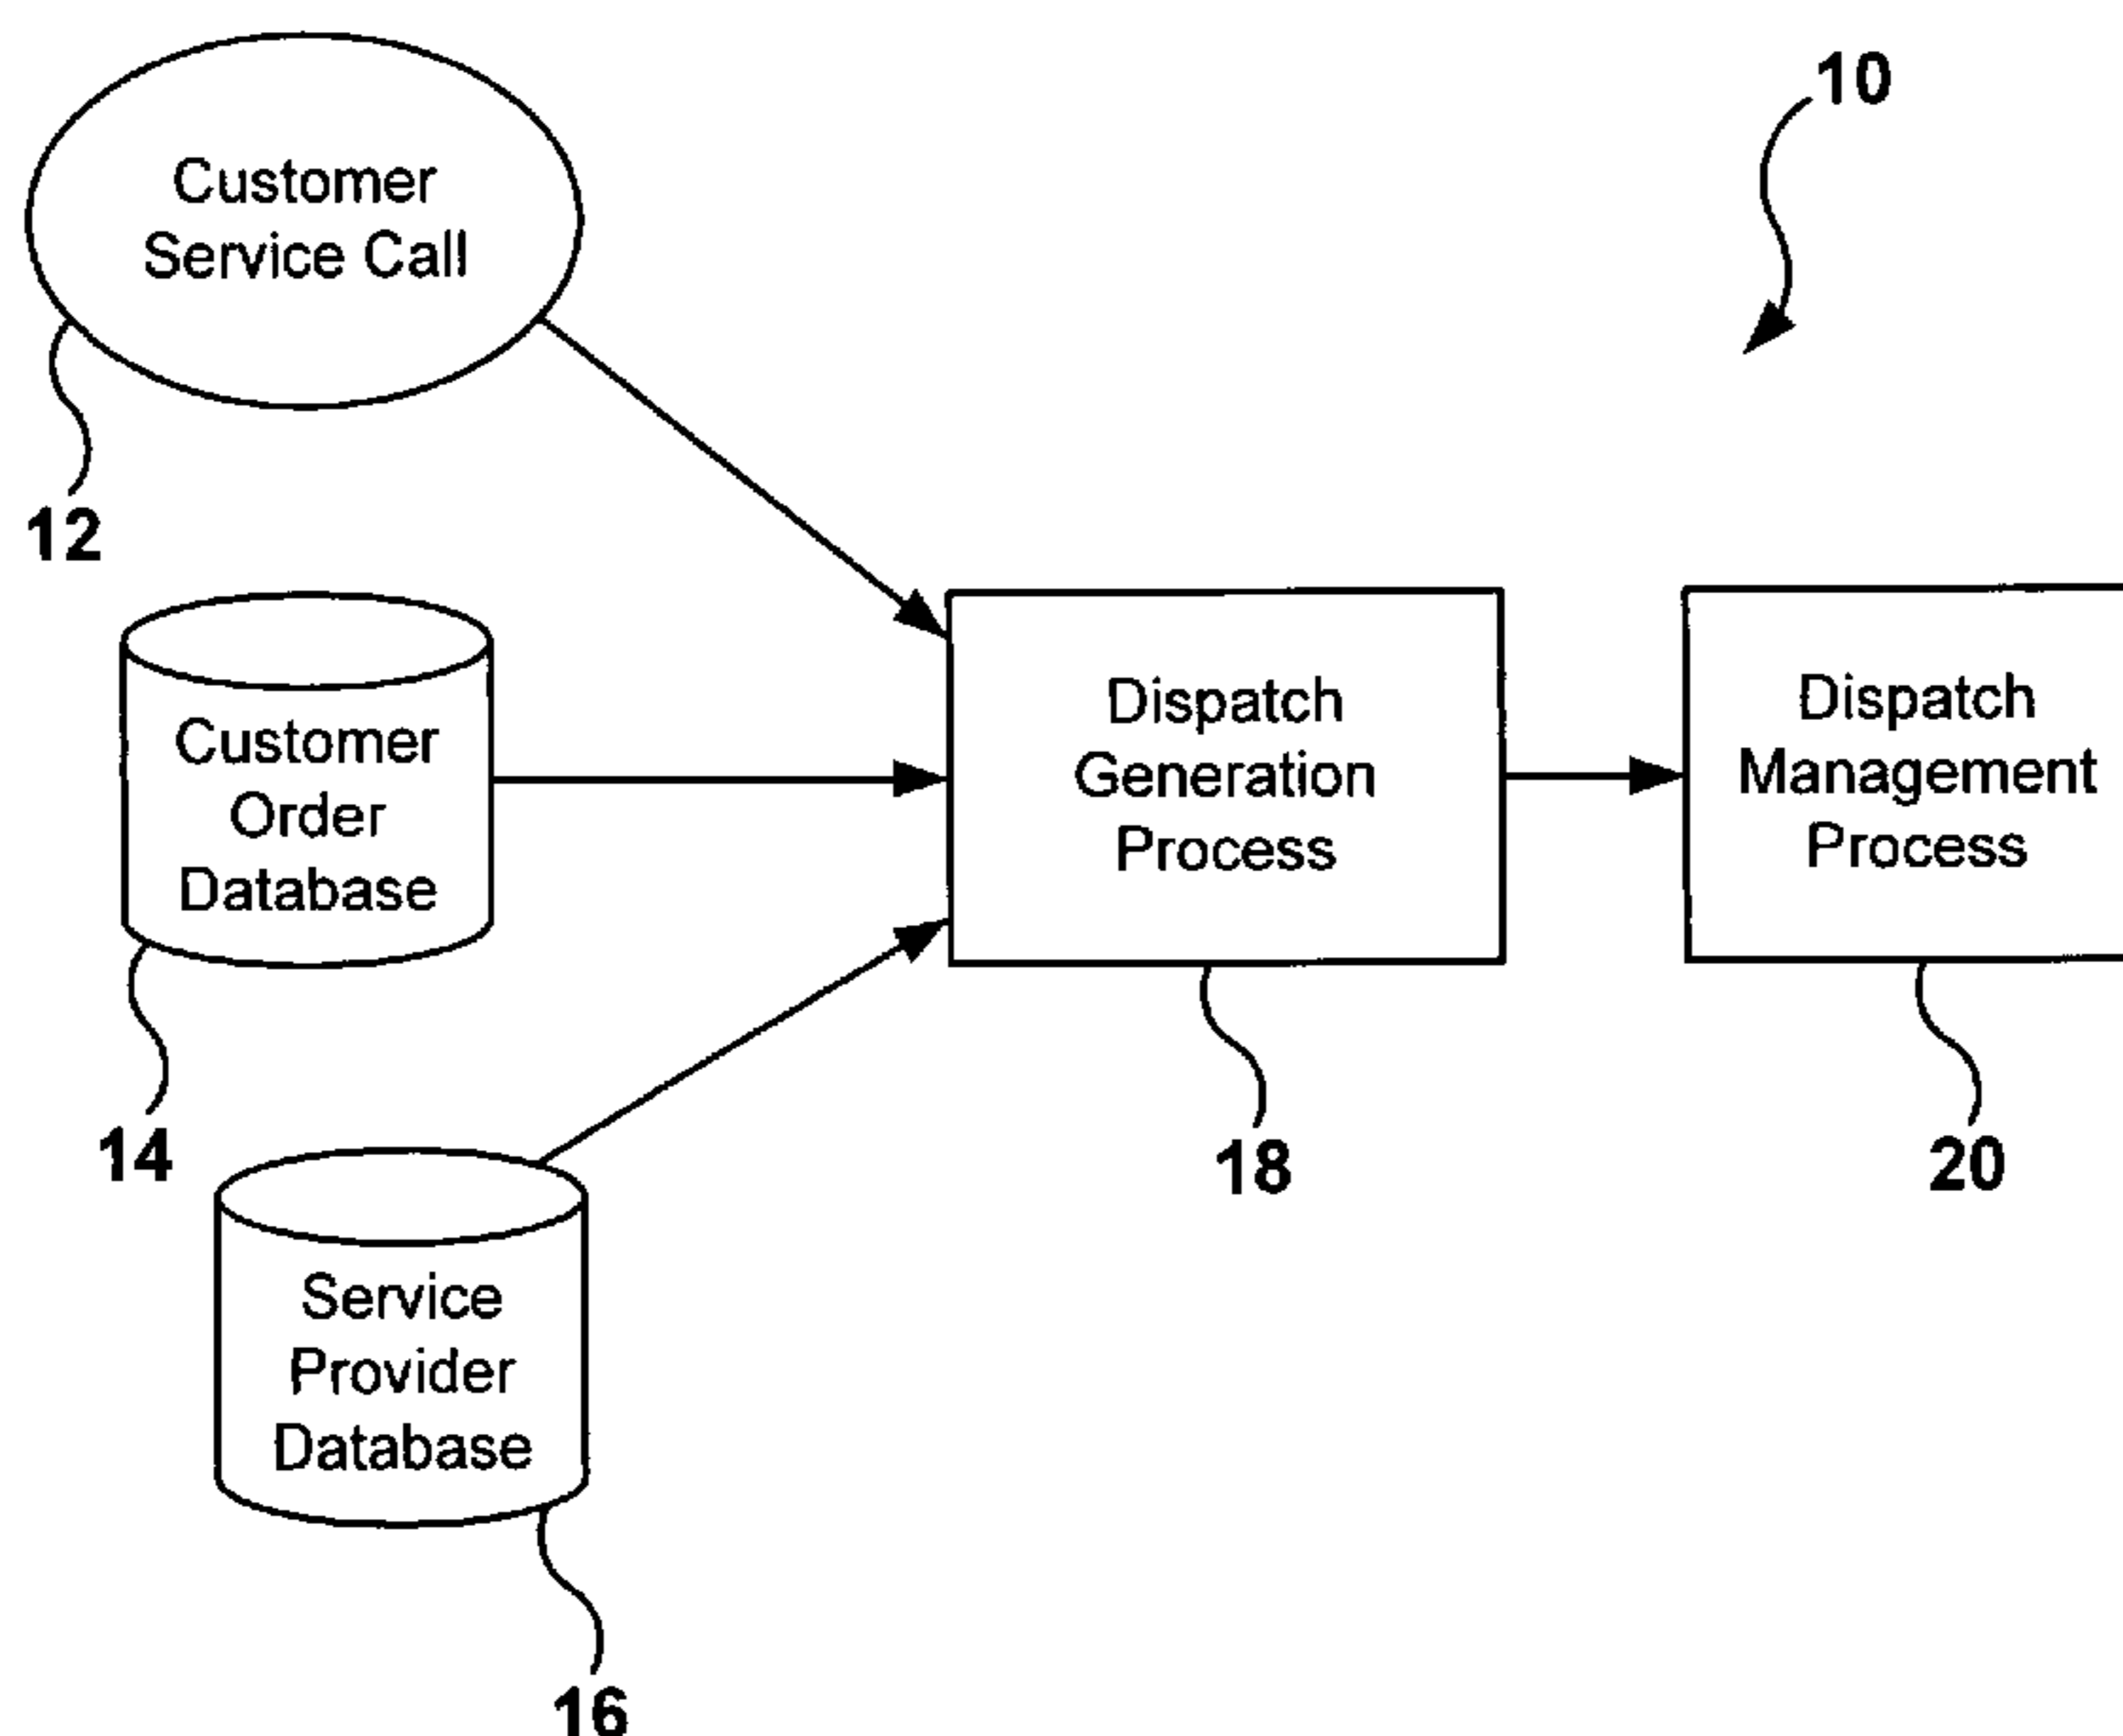 10
Customer
Service Call
12
Customer
Order
Database
14
Dispatch
Generation
Process
18
Dispatch
Management
Process
20
Service
Provider
Database
16